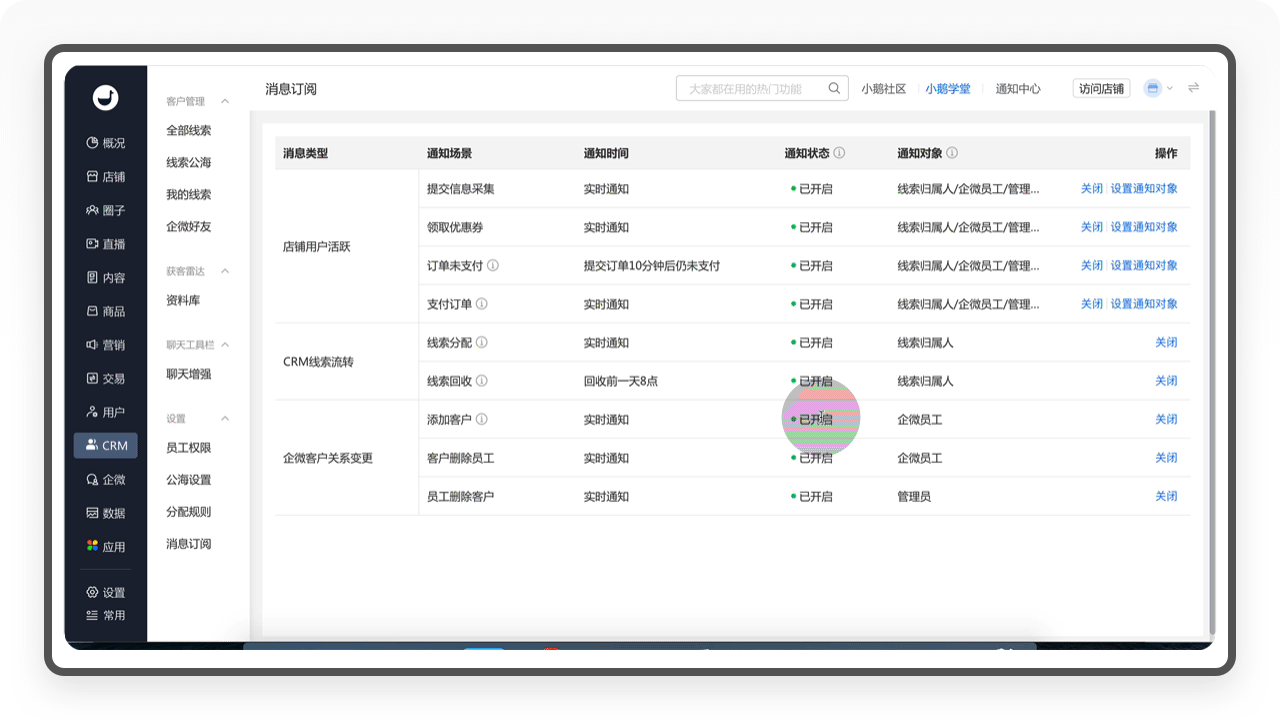 消息订阅
大家都在用的热门功能
小鹅社区
小鹅学堂
通知中心
访问店铺
概况
店铺
圈子
直播
内容
商品
营销
交易
用户
CRM
企微
数据
应用
设置
常用
客户管理
全部线索
线索公海
我的线索
企微好友
获客雷达
资料库
聊天工具栏
聊天增强
设置
员工权限
公海设置
分配规则
消息订阅
消息类型 通知场景 通知时间 通知状态 通知对象 操作
店铺用户活跃
提交信息采集 实时通知 已开启 线索归属人/企微员工/管理... 关闭 设置通知对象
领取优惠券 实时通知 已开启 线索归属人/企微员工/管理... 关闭 设置通知对象
订单未支付 提交订单10分钟后仍未支付 已开启 线索归属人/企微员工/管理... 关闭 设置通知对象
支付订单 实时通知 已开启 线索归属人/企微员工/管理... 关闭 设置通知对象
CRM线索流转
线索分配 实时通知 已开启 线索归属人 关闭
线索回收 回收前一天8点 已开启 线索归属人 关闭
企微客户关系变更
添加客户 实时通知 已开启 企微员工 关闭
客户删除员工 实时通知 已开启 企微员工 关闭
员工删除客户 实时通知 已开启 管理员 关闭